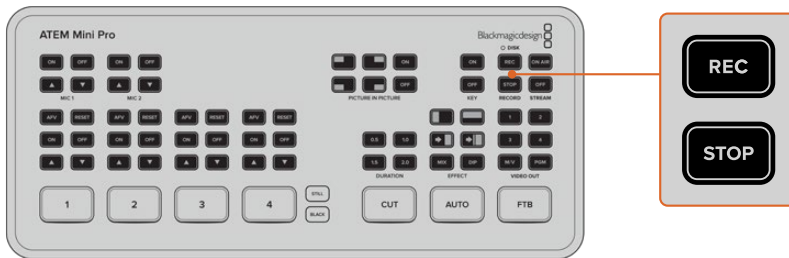 ATEM Mini Pro
Blackmagicdesign
DISK
ON OFF ON OFF ON ON REC ON AIR
OFF OFF STOP OFF
MIC 1 MIC 2 PICTURE IN PICTURE KEY RECORD STREAM
AFV RESET AFV RESET AFV RESET AFV RESET 1 2
ON OFF ON OFF ON OFF ON OFF 0.5 1.0 3 4
1.5 2.0 MIX DIP M/V PGM
DURATION EFFECT VIDEO OUT
STILL
1 2 3 4 CUT AUTO FTB
BLACK
REC
STOP